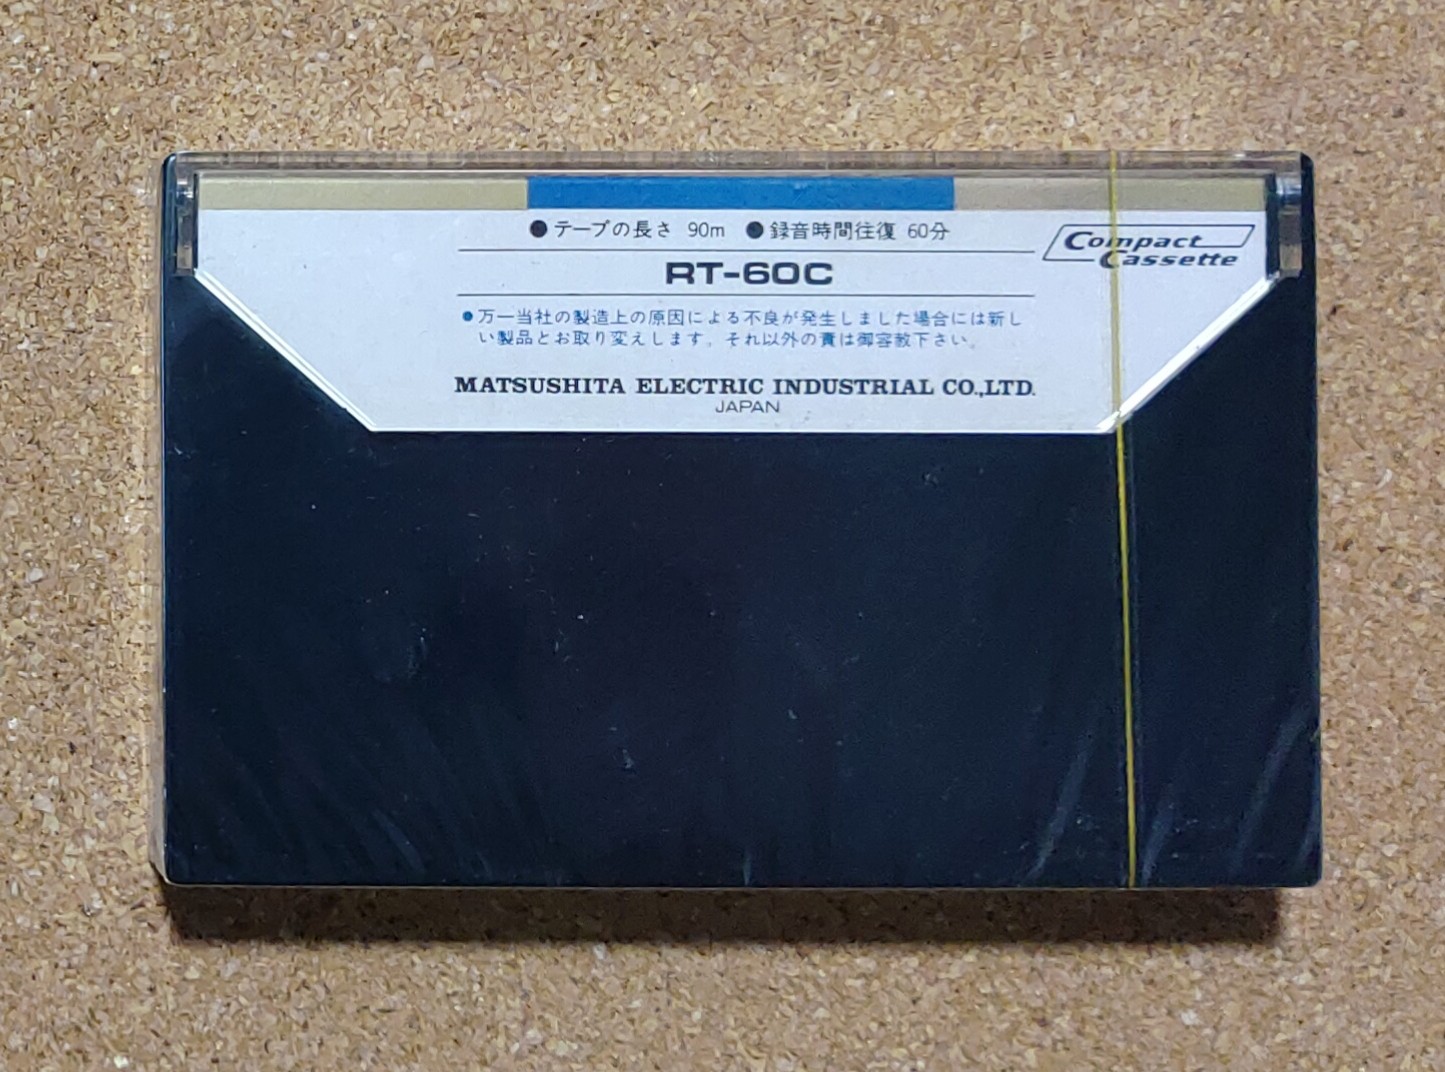 ●テープの長さ 90m ●録音時間往復 60分
Compact
Cassette
RT-60C
●万一当社の製造上の原因による不良が発生しました場合には新し
い製品とお取り変えします。それ以外の責は御容赦下さい。
MATSUSHITA ELECTRIC INDUSTRIAL CO.,LTD.
JAPAN